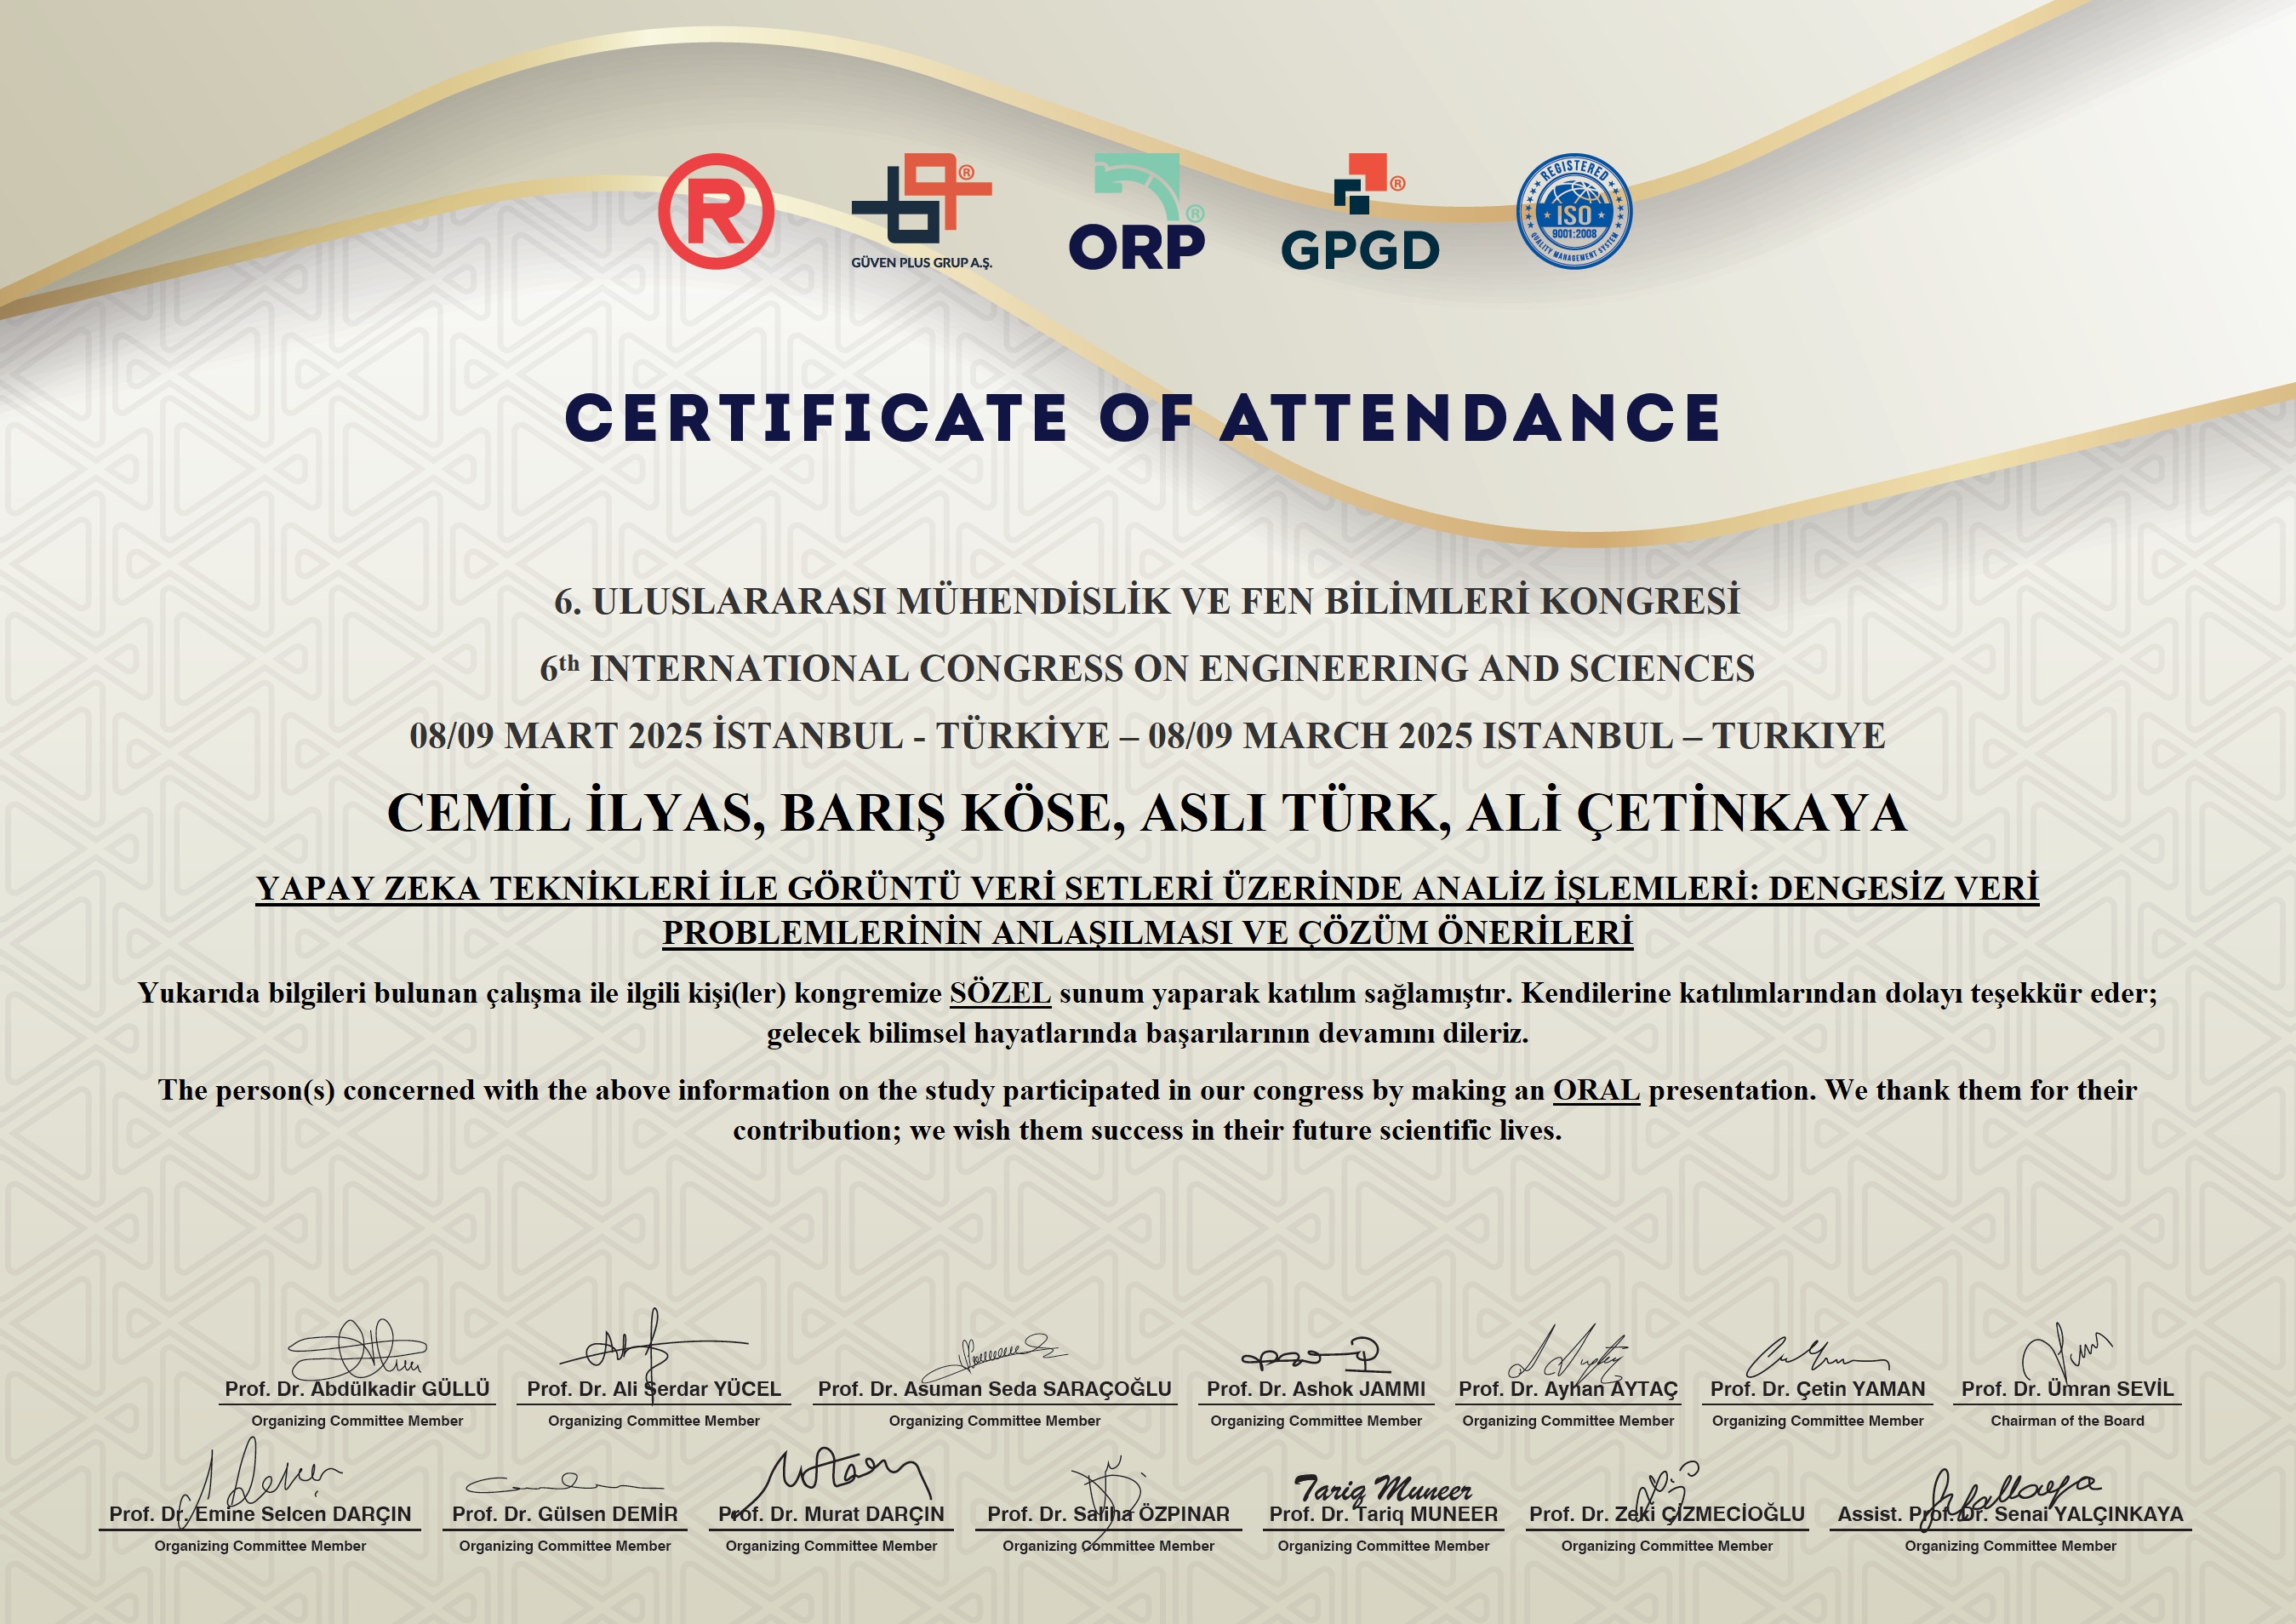 R
® ® ®
GÜVEN PLUS GRUP A.Ş.
ORP
®
GPGD
REGISTERED
ISO
9001:2008
QUALITY MANAGEMENT SYSTEM
CERTIFICATE OF ATTENDANCE
6. ULUSLARARASI MÜHENDİSLİK VE FEN BİLİMLERİ KONGRESİ
6th INTERNATIONAL CONGRESS ON ENGINEERING AND SCIENCES
08/09 MART 2025 İSTANBUL - TÜRKİYE – 08/09 MARCH 2025 ISTANBUL – TURKIYE
CEMİL İLYAS, BARIŞ KÖSE, ASLI TÜRK, ALİ ÇETİNKAYA
YAPAY ZEKA TEKNİKLERİ İLE GÖRÜNTÜ VERİ SETLERİ ÜZERİNDE ANALİZ İŞLEMLERİ: DENGESİZ VERİ
PROBLEMLERİNİN ANLAŞILMASI VE ÇÖZÜM ÖNERİLERİ
Yukarıda bilgileri bulunan çalışma ile ilgili kişi(ler) kongremize SÖZEL sunum yaparak katılım sağlamıştır. Kendilerine katılımlarından dolayı teşekkür eder;
gelecek bilimsel hayatlarında başarılarının devamını dileriz.
The person(s) concerned with the above information on the study participated in our congress by making an ORAL presentation. We thank them for their
contribution; we wish them success in their future scientific lives.
Prof. Dr. Abdülkadir GÜLLÜ
Organizing Committee Member
Prof. Dr. Ali Serdar YÜCEL
Organizing Committee Member
Prof. Dr. Asuman Seda SARAÇOĞLU
Organizing Committee Member
Prof. Dr. Ashok JAMMI
Organizing Committee Member
Prof. Dr. Ayhan AYTAÇ
Organizing Committee Member
Prof. Dr. Çetin YAMAN
Organizing Committee Member
Prof. Dr. Ümran SEVİL
Chairman of the Board
Prof. Dr. Emine Selcen DARÇIN
Organizing Committee Member
Prof. Dr. Gülsen DEMİR
Organizing Committee Member
Prof. Dr. Murat DARÇIN
Organizing Committee Member
Prof. Dr. Saliha ÖZPINAR
Organizing Committee Member
Tariq Muneer
Prof. Dr. Tariq MUNEER
Organizing Committee Member
Prof. Dr. Zeki ÇİZMECİOĞLU
Organizing Committee Member
Assist. Prof. Dr. Senai YALÇINKAYA
Organizing Committee Member